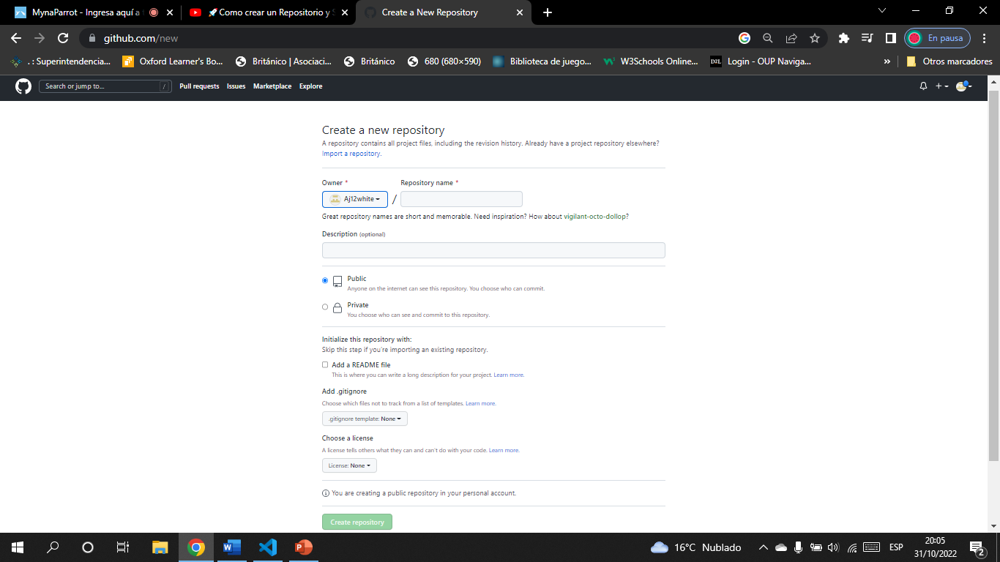 MynaParrot - Ingresa aquí a
Como crear un Repositorio y S
Create a New Repository
github.com/new
En pausa
. : Superintendencia...
Oxford Learner's Bo...
Británico | Asociaci...
Británico
680 (680×590)
Biblioteca de juego...
W3Schools Online...
D2L
Login - OUP Naviga...
»
Otros marcadores
Search or jump to...
/
Pull requests
Issues
Marketplace
Explore
Create a new repository
A repository contains all project files, including the revision history. Already have a project repository elsewhere?
Import a repository.
Owner *
Repository name *
Aj12white
/
Great repository names are short and memorable. Need inspiration? How about vigilant-octo-dollop?
Description (optional)
Public
Anyone on the internet can see this repository. You choose who can commit.
Private
You choose who can see and commit to this repository.
Initialize this repository with:
Skip this step if you're importing an existing repository.
Add a README file
This is where you can write a long description for your project. Learn more.
Add .gitignore
Choose which files not to track from a list of templates. Learn more.
.gitignore template: None
Choose a license
A license tells others what they can and can't do with your code. Learn more.
License: None
You are creating a public repository in your personal account.
Create repository
16°C Nublado
ESP
20:05
31/10/2022
2